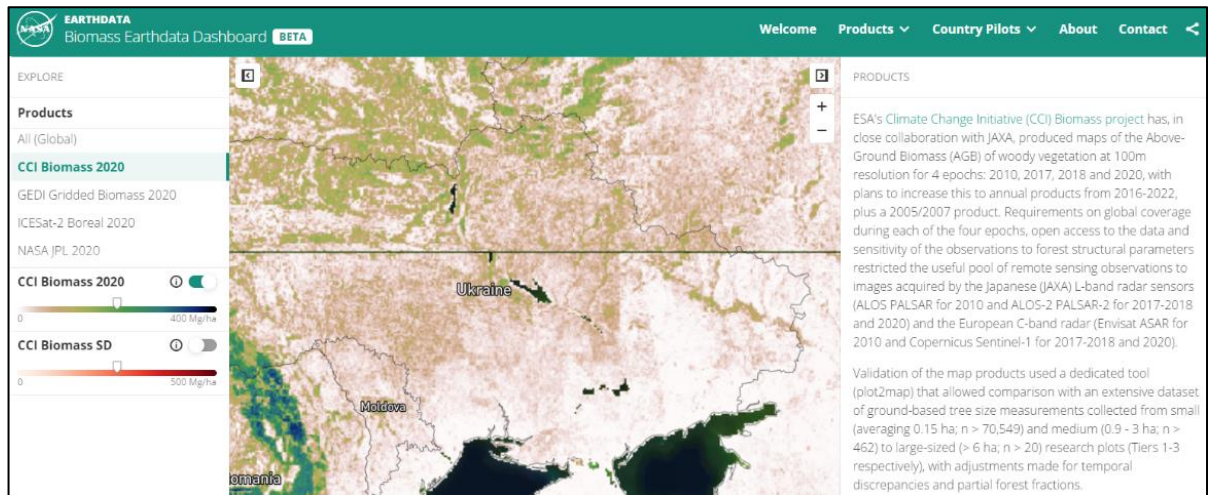 NASA
EARTHDATA
Biomass Earthdata Dashboard BETA
Welcome Products Country Pilots About Contact
EXPLORE
Products
All (Global)
CCI Biomass 2020
GEDI Gridded Biomass 2020
ICESat-2 Boreal 2020
NASA JPL 2020
CCI Biomass 2020
0 400 Mg/ha
CCI Biomass SD
0 500 Mg/ha
+
−
Ukraine
Moldova
omania
PRODUCTS
ESA's Climate Change Initiative (CCI) Biomass project has, in
close collaboration with JAXA, produced maps of the Above-
Ground Biomass (AGB) of woody vegetation at 100m
resolution for 4 epochs: 2010, 2017, 2018 and 2020, with
plans to increase this to annual products from 2016-2022,
plus a 2005/2007 product. Requirements on global coverage
during each of the four epochs, open access to the data and
sensitivity of the observations to forest structural parameters
restricted the useful pool of remote sensing observations to
images acquired by the Japanese (JAXA) L-band radar sensors
(ALOS PALSAR for 2010 and ALOS-2 PALSAR-2 for 2017-2018
and 2020) and the European C-band radar (Envisat ASAR for
2010 and Copernicus Sentinel-1 for 2017-2018 and 2020).
Validation of the map products used a dedicated tool
(plot2map) that allowed comparison with an extensive dataset
of ground-based tree size measurements collected from small
(averaging 0.15 ha; n > 70,549) and medium (0.9 - 3 ha; n >
462) to large-sized (> 6 ha; n > 20) research plots (Tiers 1-3
respectively), with adjustments made for temporal
discrepancies and partial forest fractions.